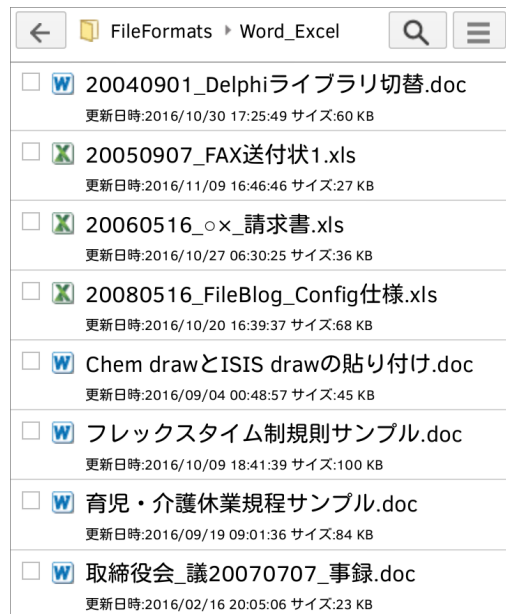 FileFormats ▸ Word_Excel
20040901_Delphiライブラリ切替.doc
更新日時:2016/10/30 17:25:49 サイズ:60 KB
20050907_FAX送付状1.xls
更新日時:2016/11/09 16:46:46 サイズ:27 KB
20060516_○×_請求書.xls
更新日時:2016/10/27 06:30:25 サイズ:36 KB
20080516_FileBlog_Config仕様.xls
更新日時:2016/10/20 16:39:37 サイズ:68 KB
Chem drawとISIS drawの貼り付け.doc
更新日時:2016/09/04 00:48:57 サイズ:45 KB
フレックスタイム制規則サンプル.doc
更新日時:2016/10/09 18:41:39 サイズ:100 KB
育児・介護休業規程サンプル.doc
更新日時:2016/09/19 09:01:36 サイズ:84 KB
取締役会_議20070707_事録.doc
更新日時:2016/02/16 20:05:06 サイズ:23 KB